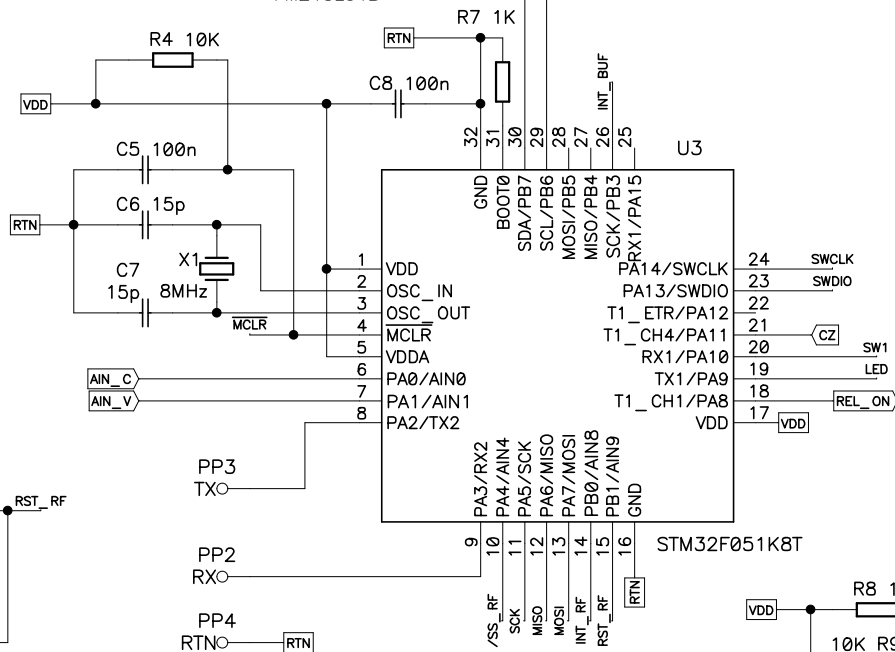 R7 1K
RTN
R4 10K
C8 100n
VDD
INT_BUF
32
31
30
29
28
27
26
25
U3
C5 100n
GND
BOOT0
SDA/PB7
SCL/PB6
MOSI/PB5
MISO/PB4
SCK/PB3
RX1/PA15
C6 15p
RTN
C7
15p
X1
8MHz
MCLR
1 VDD
2 OSC_IN
3 OSC_OUT
4 MCLR
5 VDDA
6 PA0/AIN0
7 PA1/AIN1
8 PA2/TX2
AIN_C
AIN_V
PA14/SWCLK 24 SWCLK
PA13/SWDIO 23 SWDIO
T1_ETR/PA12 22
T1_CH4/PA11 21 CZ
RX1/PA10 20 SW1
TX1/PA9 19 LED
T1_CH1/PA8 18 REL_ON
VDD 17 VDD
PA3/RX2
PA4/AIN4
PA5/SCK
PA6/MISO
PA7/MOSI
PB0/AIN8
PB1/AIN9
GND
9
10
11
12
13
14
15
16
STM32F051K8T
/SS_RF
SCK
MISO
MOSI
INT_RF
RST_RF
RTN
PP3
TX
RST_RF
PP2
RX
PP4
RTN
RTN
VDD
R8 1
10K R9